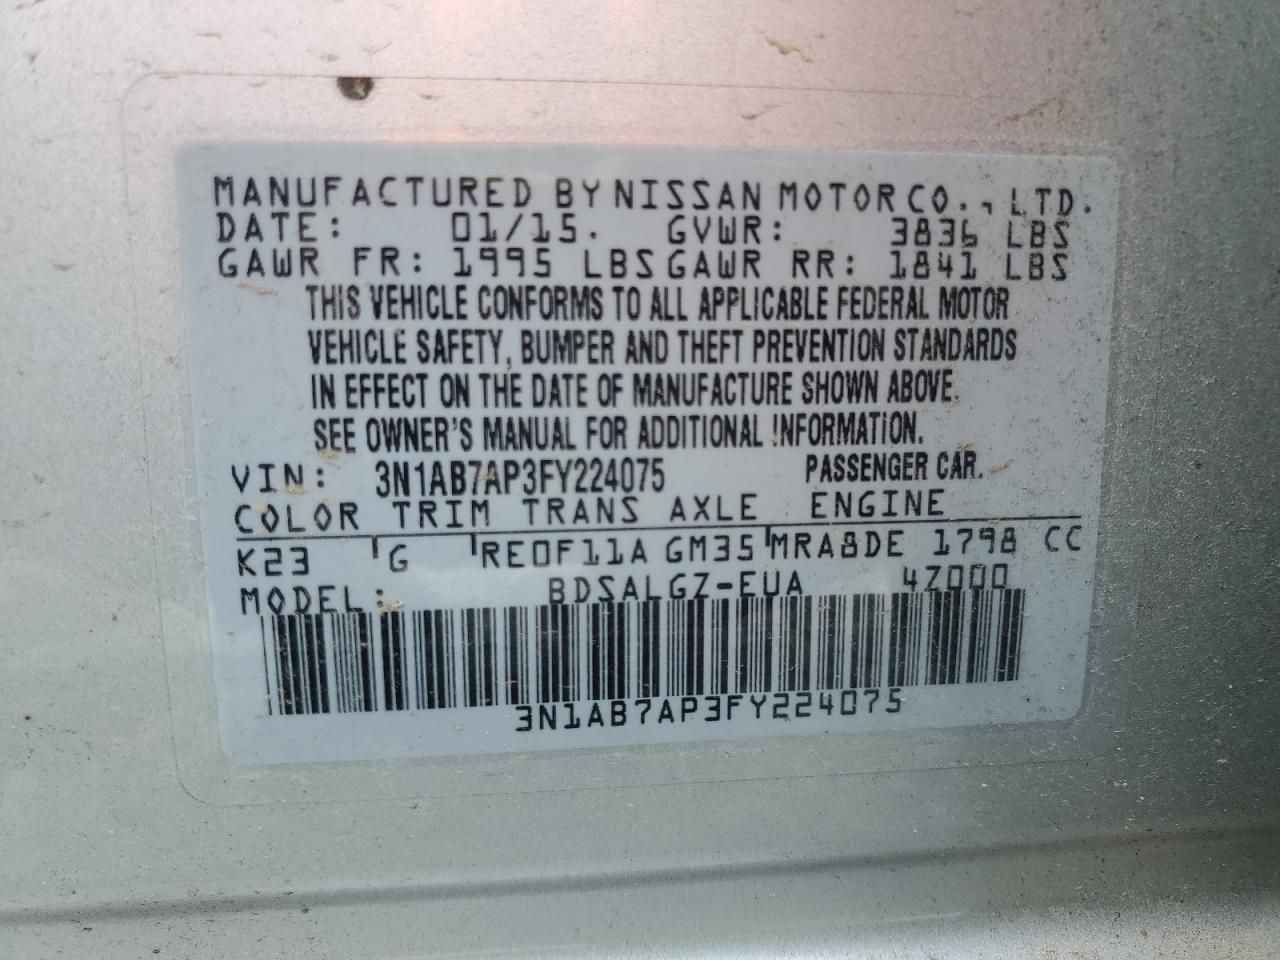 MANUFACTURED BY NISSAN MOTOR CO., LTD.
DATE: 01/15. GVWR: 3836 LBS
GAWR FR: 1995 LBS GAWR RR: 1841 LBS
THIS VEHICLE CONFORMS TO ALL APPLICABLE FEDERAL MOTOR
VEHICLE SAFETY, BUMPER AND THEFT PREVENTION STANDARDS
IN EFFECT ON THE DATE OF MANUFACTURE SHOWN ABOVE.
SEE OWNER'S MANUAL FOR ADDITIONAL INFORMATION.
VIN: 3N1AB7AP3FY224075 PASSENGER CAR.
COLOR TRIM TRANS AXLE ENGINE
K23 G RE0F11A GM35 MRA8DE 1798 CC
MODEL: BDSALGZ-EUA 4Z000
3N1AB7AP3FY224075